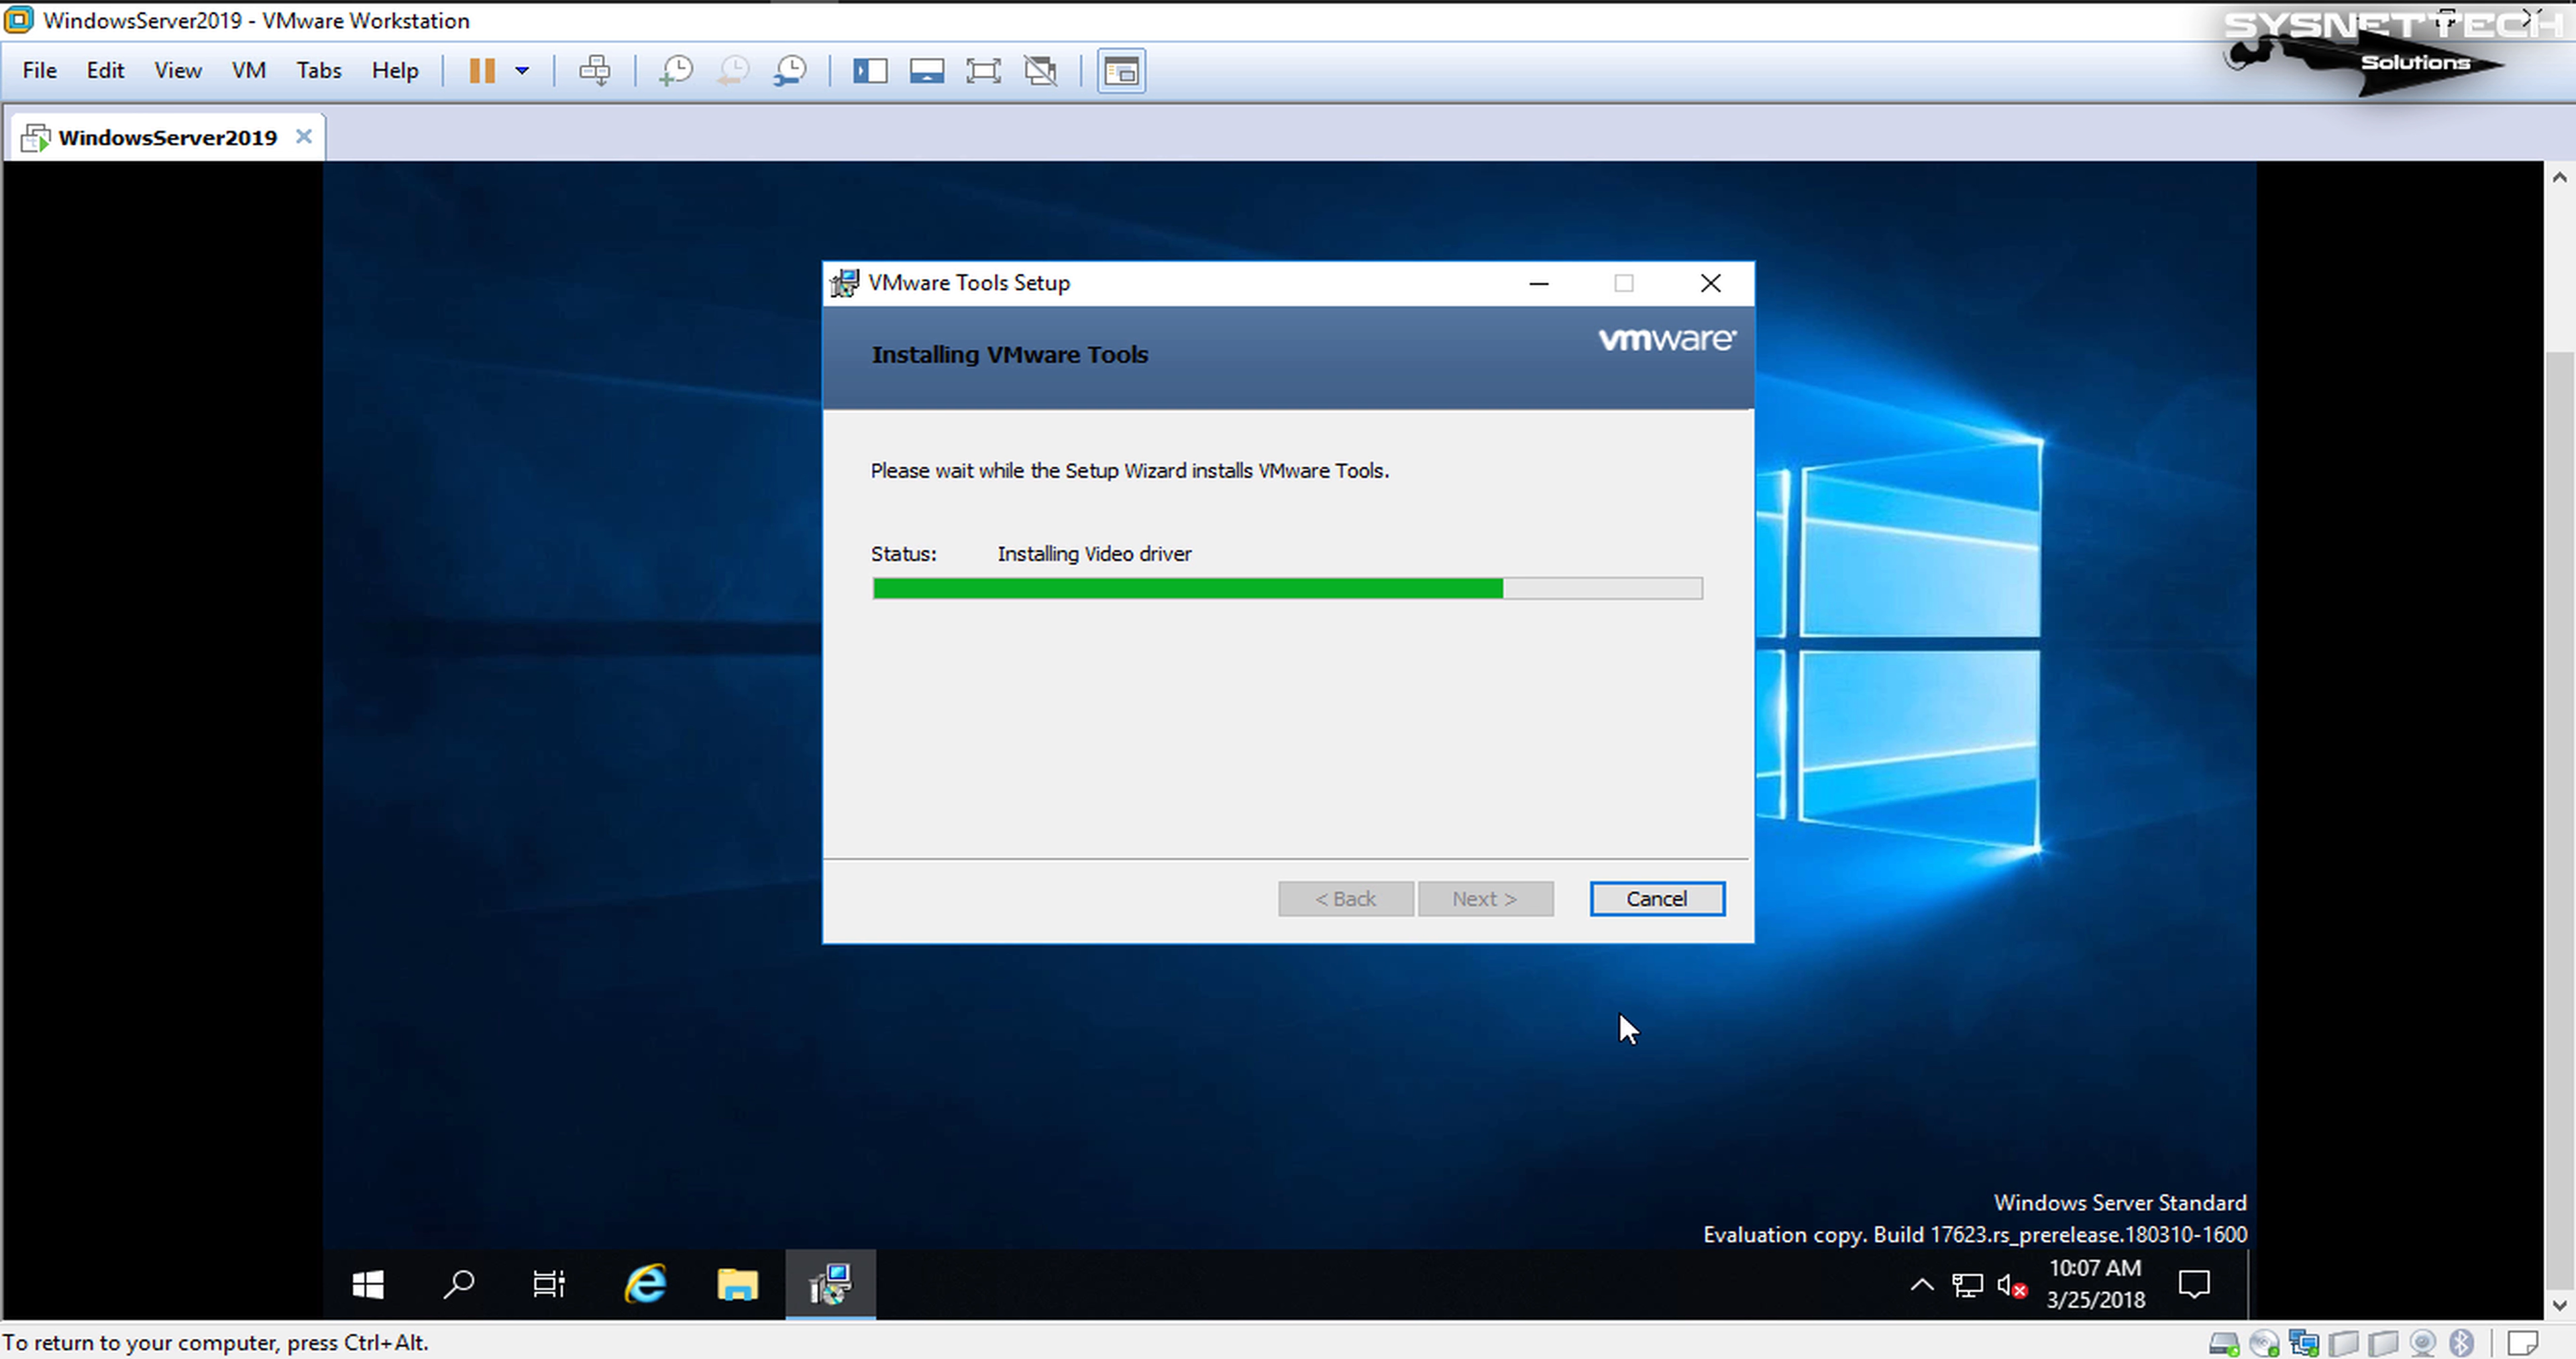 WindowsServer2019 - VMware Workstation
SYSNETTECH
Solutions
File Edit View VM Tabs Help
WindowsServer2019
VMware Tools Setup
vmware
Installing VMware Tools
Please wait while the Setup Wizard installs VMware Tools.
Status: Installing Video driver
< Back Next > Cancel
Windows Server Standard
Evaluation copy. Build 17623.rs_prerelease.180310-1600
10:07 AM
3/25/2018
To return to your computer, press Ctrl+Alt.